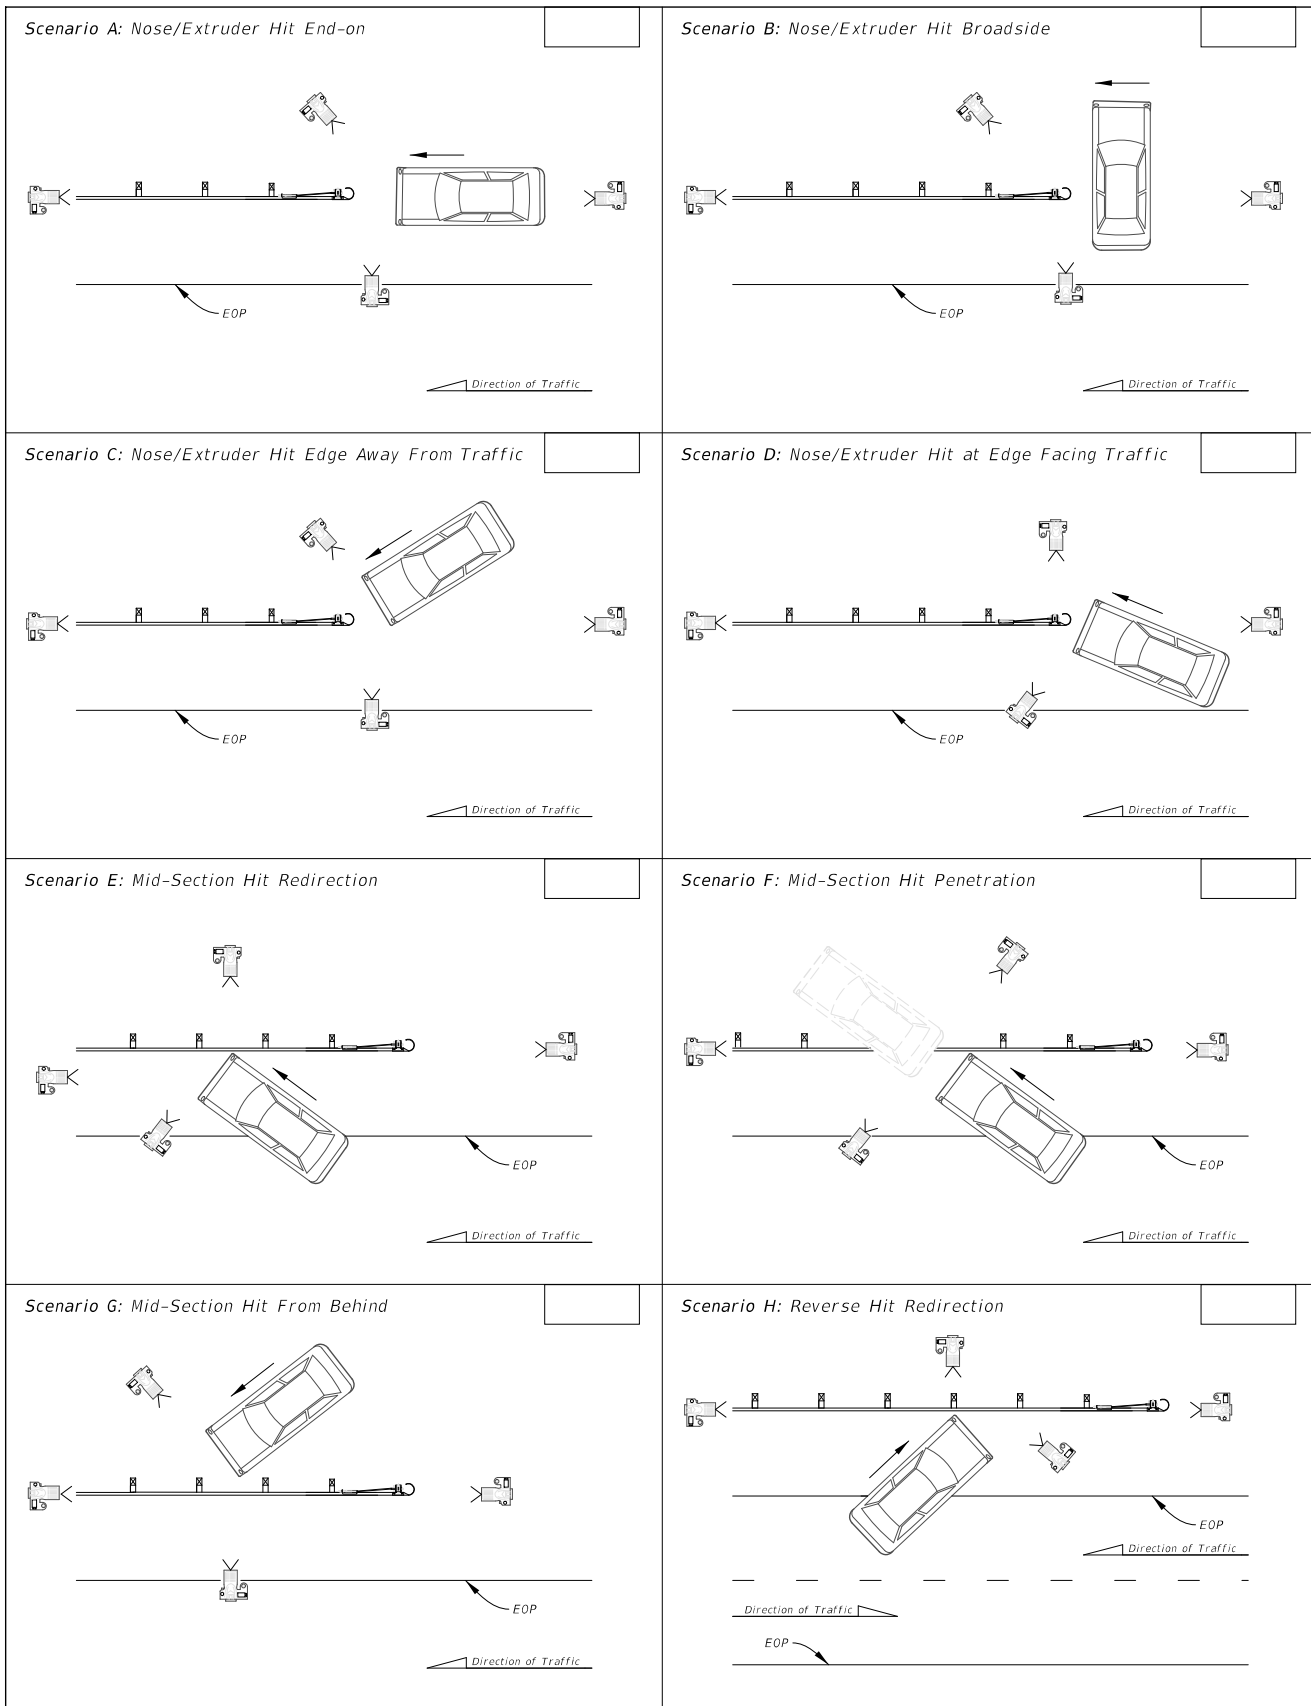 Scenario A: Nose/Extruder Hit End-on
EOP
Direction of Traffic
Scenario B: Nose/Extruder Hit Broadside
EOP
Direction of Traffic
Scenario C: Nose/Extruder Hit Edge Away From Traffic
EOP
Direction of Traffic
Scenario D: Nose/Extruder Hit at Edge Facing Traffic
EOP
Direction of Traffic
Scenario E: Mid-Section Hit Redirection
EOP
Direction of Traffic
Scenario F: Mid-Section Hit Penetration
EOP
Direction of Traffic
Scenario G: Mid-Section Hit From Behind
EOP
Direction of Traffic
Scenario H: Reverse Hit Redirection
EOP
Direction of Traffic
Direction of Traffic
EOP